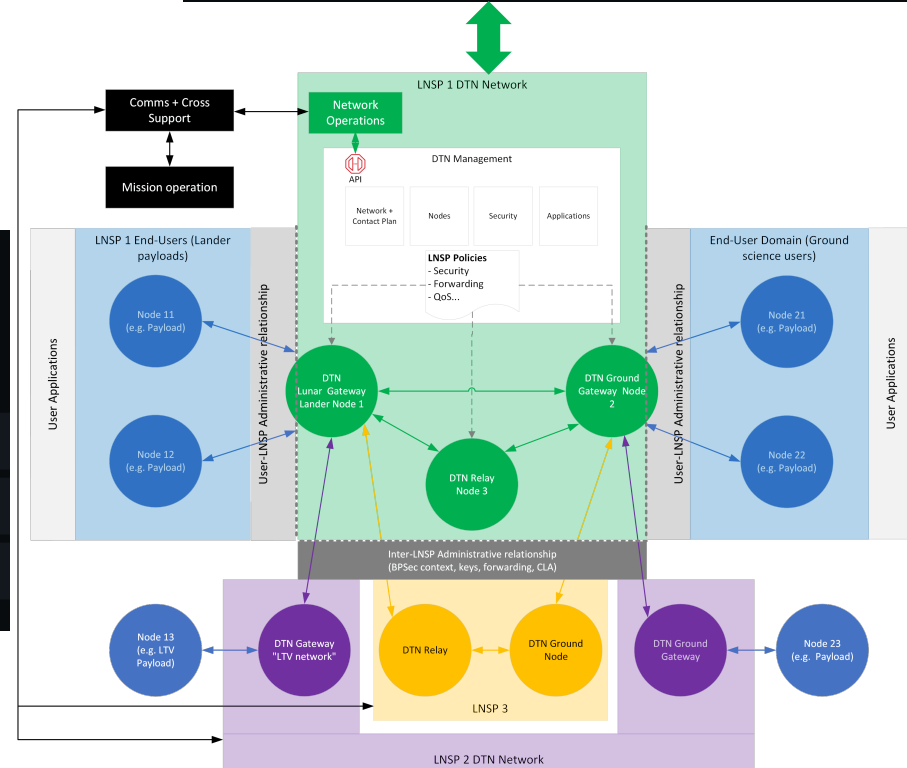 LNSP 1 DTN Network
Comms + Cross
Support
Network
Operations
Mission operation
API
DTN Management
Network +
Contact Plan
Nodes
Security
Applications
LNSP Policies
- Security
- Forwarding
- QoS...
User Applications
LNSP 1 End-Users (Lander
payloads)
Node 11
(e.g. Payload)
Node 12
(e.g. Payload)
User-LNSP Administrative relationship
DTN
Lunar Gateway
Lander Node 1
DTN Ground
Gateway Node
2
DTN Relay
Node 3
User-LNSP Administrative relationship
End-User Domain (Ground
science users)
Node 21
(e.g. Payload)
Node 22
(e.g. Payload)
User Applications
Inter-LNSP Administrative relationship
(BPSec context, keys, forwarding, CLA)
Node 13
(e.g. LTV
Payload)
DTN Gateway
"LTV network"
DTN Relay
DTN Ground
Node
DTN Ground
Gateway
Node 23
(e.g. Payload)
LNSP 3
LNSP 2 DTN Network